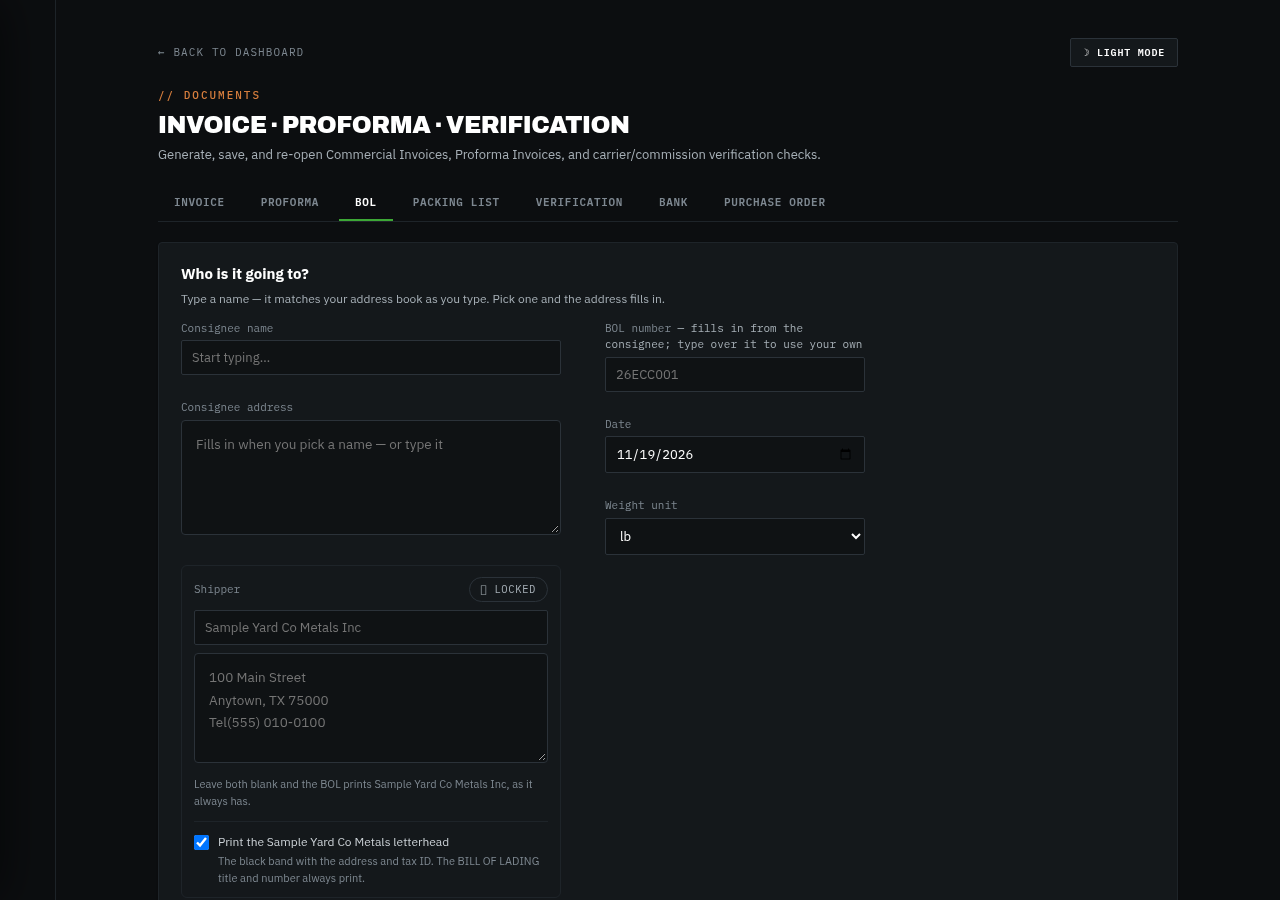 ← BACK TO DASHBOARD
☽ LIGHT MODE
// DOCUMENTS
INVOICE · PROFORMA · VERIFICATION
Generate, save, and re-open Commercial Invoices, Proforma Invoices, and carrier/commission verification checks.
INVOICE PROFORMA BOL PACKING LIST VERIFICATION BANK PURCHASE ORDER
Who is it going to?
Type a name — it matches your address book as you type. Pick one and the address fills in.
Consignee name
Start typing...
Consignee address
Fills in when you pick a name — or type it
BOL number — fills in from the
consignee; type over it to use your own
26ECC001
Date
11/19/2026
Weight unit
lb
Shipper
LOCKED
Sample Yard Co Metals Inc
100 Main Street
Anytown, TX 75000
Tel(555) 010-0100
Leave both blank and the BOL prints Sample Yard Co Metals Inc, as it
always has.
Print the Sample Yard Co Metals letterhead
The black band with the address and tax ID. The BILL OF LADING
title and number always print.